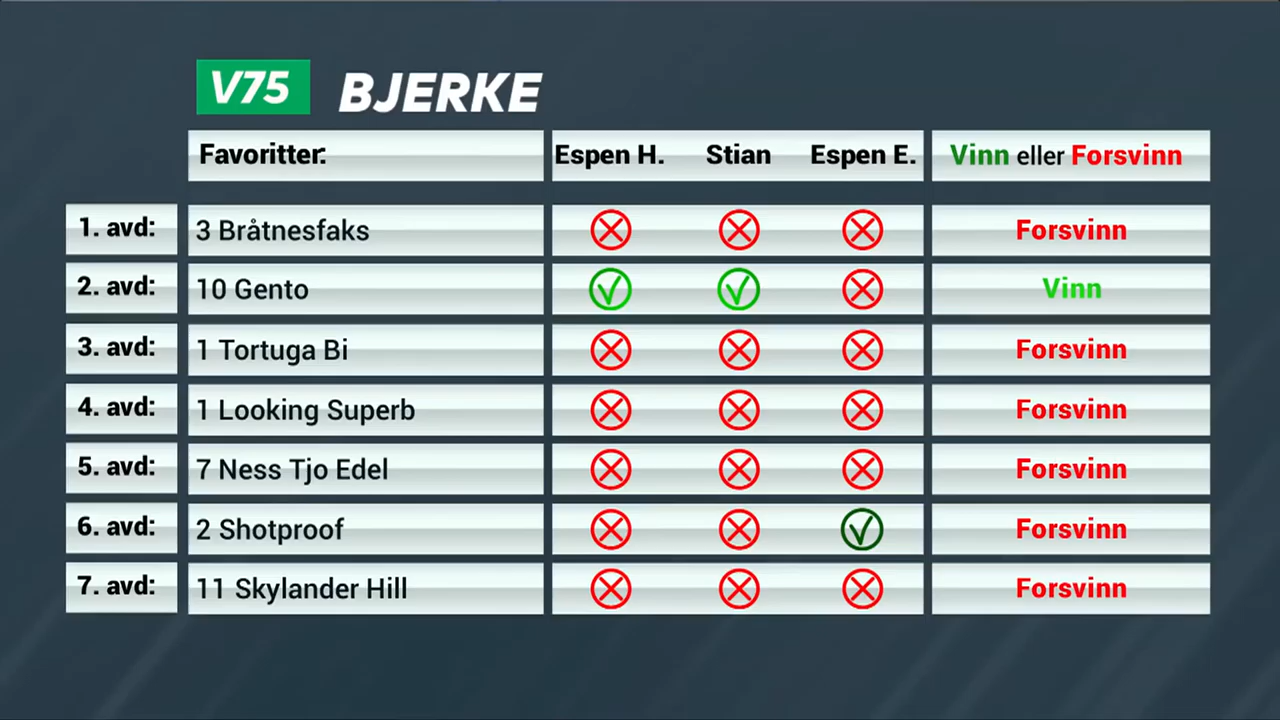 V75 BJERKE
Favoritter: Espen H. Stian Espen E. Vinn eller Forsvinn
1. avd: 3 Bråtnesfaks Forsvinn
2. avd: 10 Gento Vinn
3. avd: 1 Tortuga Bi Forsvinn
4. avd: 1 Looking Superb Forsvinn
5. avd: 7 Ness Tjo Edel Forsvinn
6. avd: 2 Shotproof Forsvinn
7. avd: 11 Skylander Hill Forsvinn